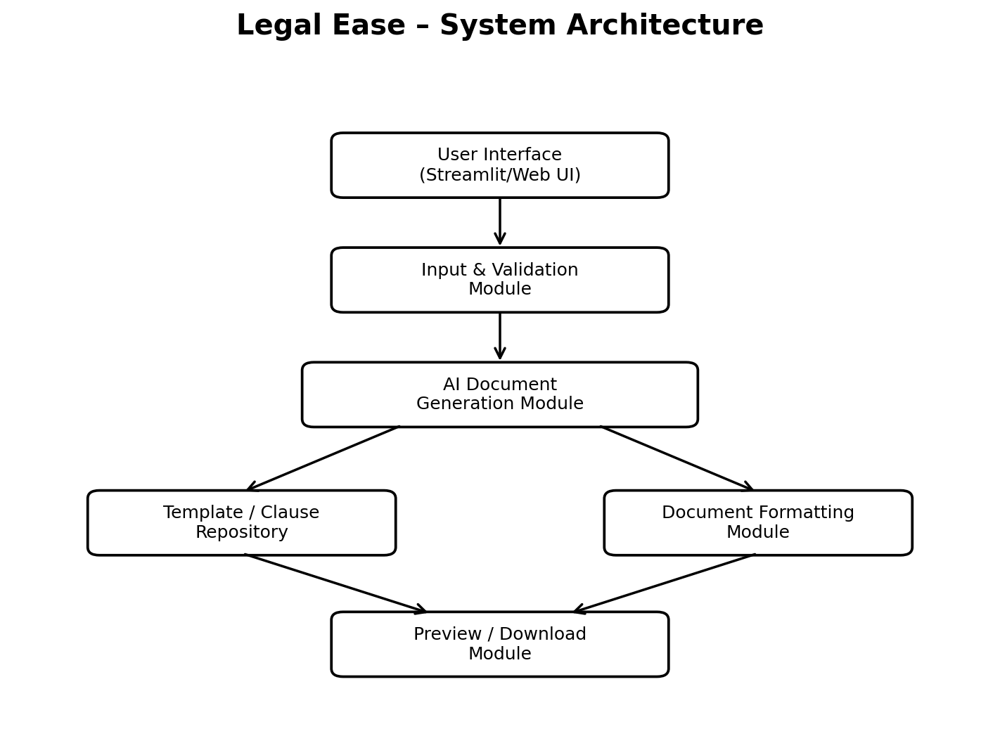 Legal Ease – System Architecture
User Interface
(Streamlit/Web UI)
Input & Validation
Module
AI Document
Generation Module
Template / Clause
Repository
Document Formatting
Module
Preview / Download
Module